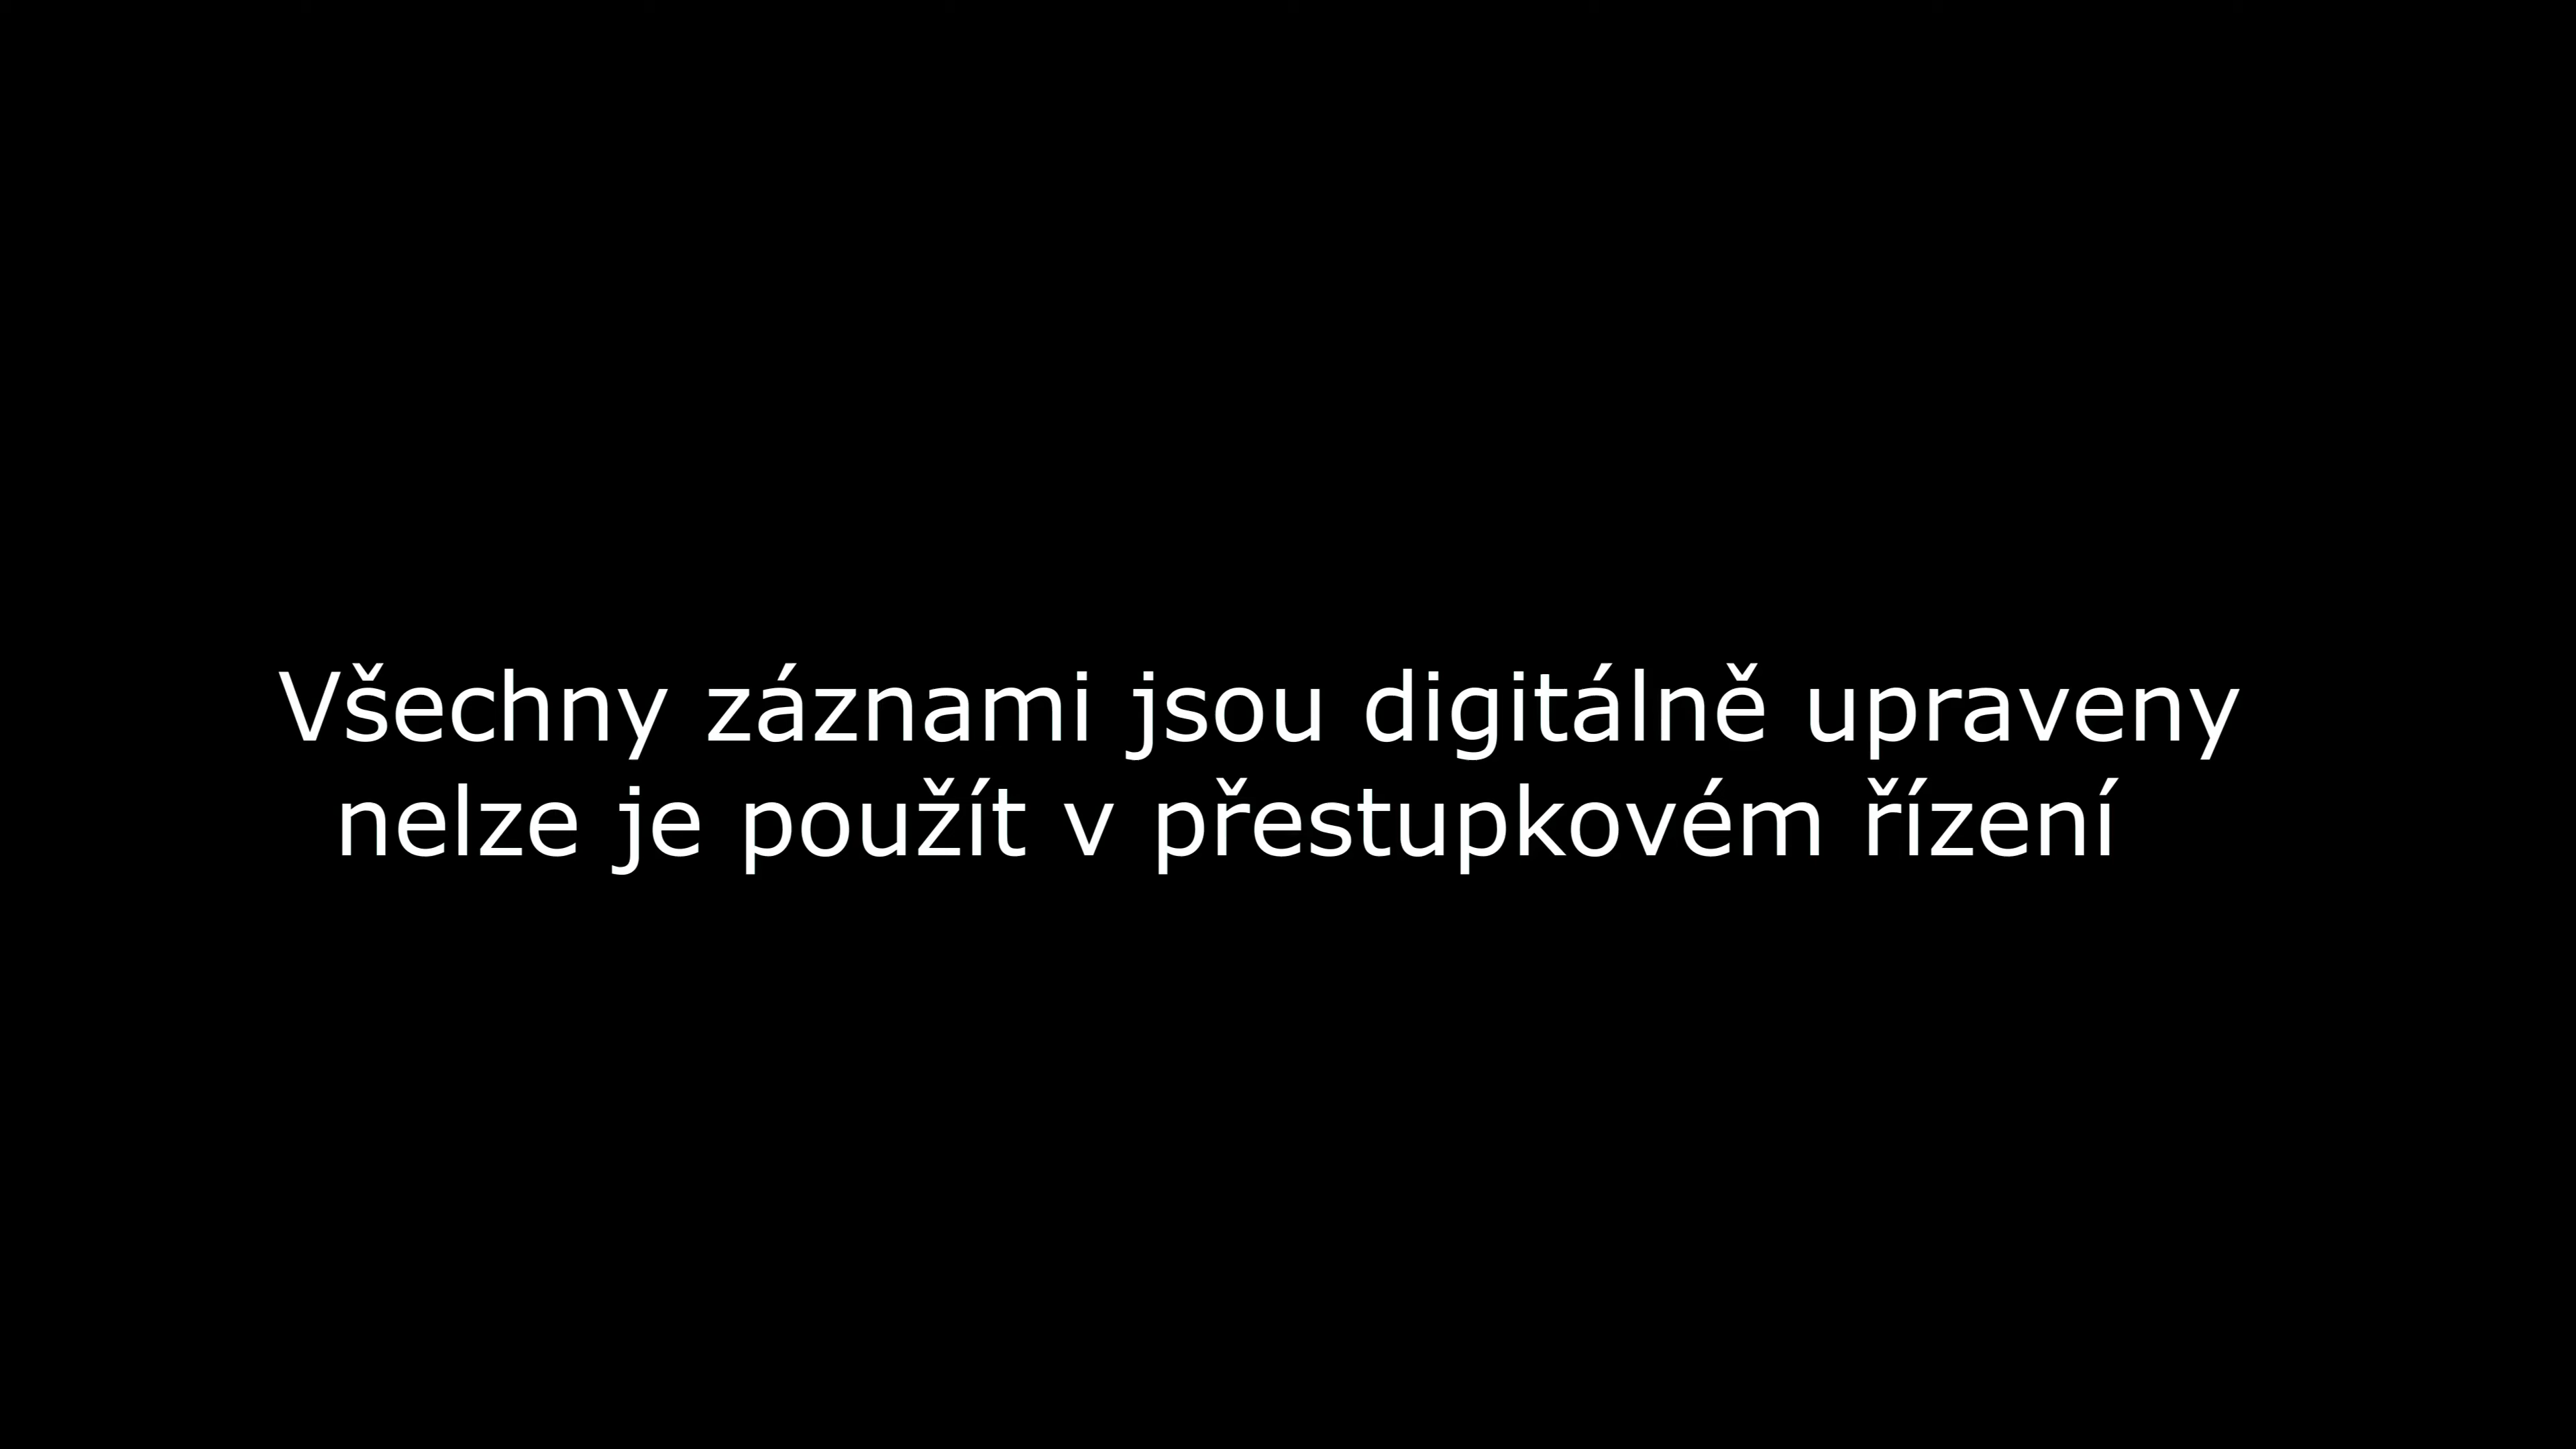 Všechny záznami jsou digitálně upraveny
nelze je použít v přestupkovém řízení